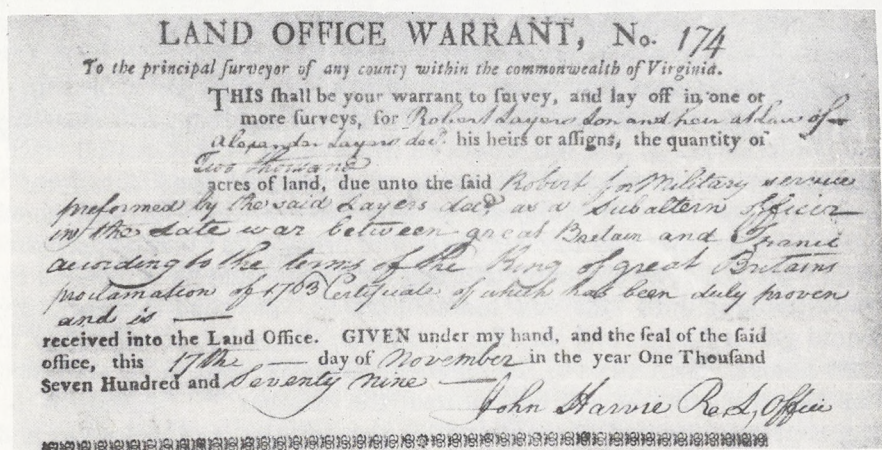 LAND OFFICE WARRANT, No. 174
To the principal surveyor of any county within the commonwealth of Virginia.
THIS shall be your warrant to survey, and lay off in one or
more surveys, for Robert Sayers Son and heir at Law of
Alexander Sayers decd. his heirs or assigns, the quantity of
Two thousand
acres of land, due unto the said Robert for Military service
preformed by the said Sayers decd. as a Subaltern officer
in the Late war between great Bretain and France
acording to the terms of the King of great Britains
proclamation of 1763 Certificate of which has been duly proven
and is —
received into the Land Office. GIVEN under my hand, and the seal of the said
office, this 17th — day of November in the year One Thousand
Seven Hundred and Seventy nine —
John Harvie Re. L, Office